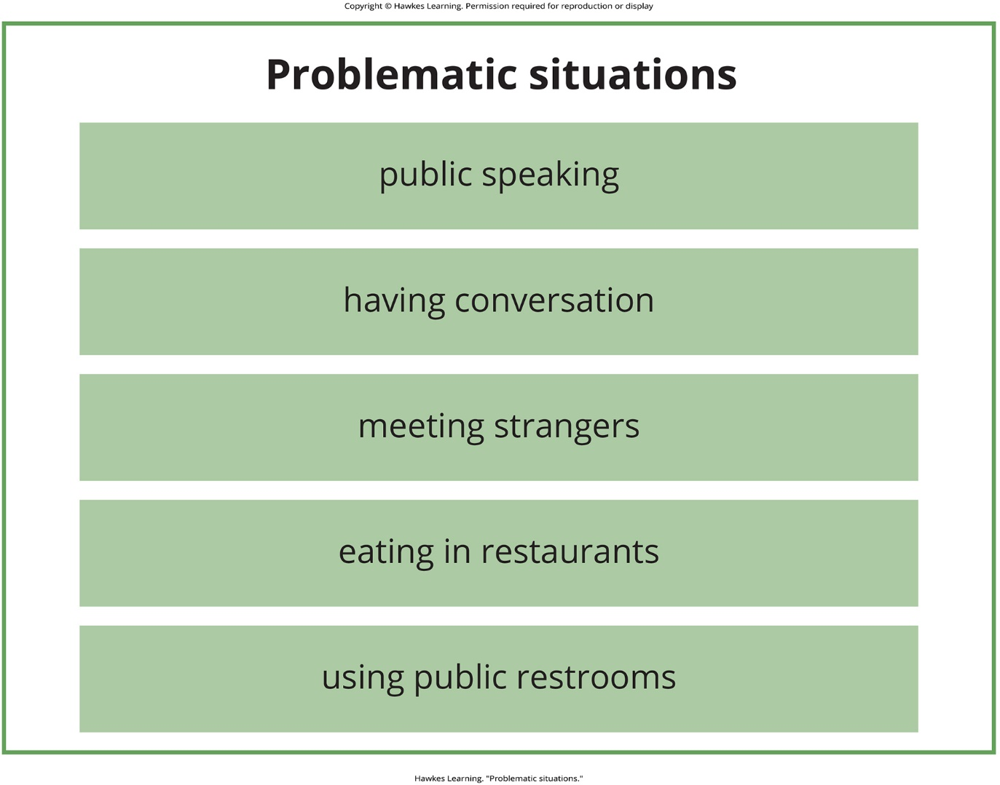 Copyright © Hawkes Learning. Permission required for reproduction or display
Problematic situations
public speaking
having conversation
meeting strangers
eating in restaurants
using public restrooms
Hawkes Learning. "Problematic situations."